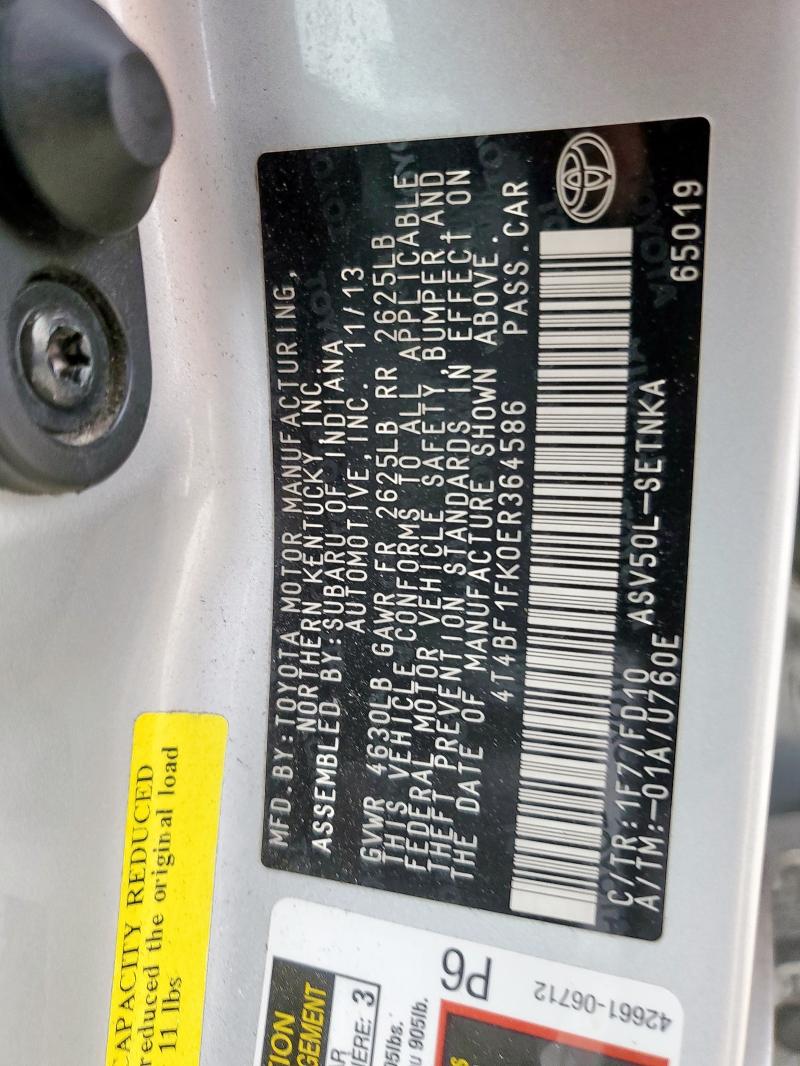 MFD.BY:TOYOTA MOTOR MANUFACTURING,
NORTHERN KENTUCKY INC.
ASSEMBLED BY:SUBARU OF INDIANA
AUTOMOTIVE,INC. 11/13
GVWR 4630LB GAWR FR 2625LB RR 2625LB
THIS VEHICLE CONFORMS TO ALL APPLICABLE
FEDERAL MOTOR VEHICLE SAFETY,BUMPER,AND
THEFT PREVENTION STANDARDS IN EFFECT ON
THE DATE OF MANUFACTURE SHOWN ABOVE.
4T4BF1FK0ER364586 PASS.CAR
C/TR:1F7/FD10 ASV50L-SETNKA
A/TM:-01A/U760E 65019
CAPACITY REDUCED
reduced the original load
11 lbs
P6
42661-06712
3
905lb.